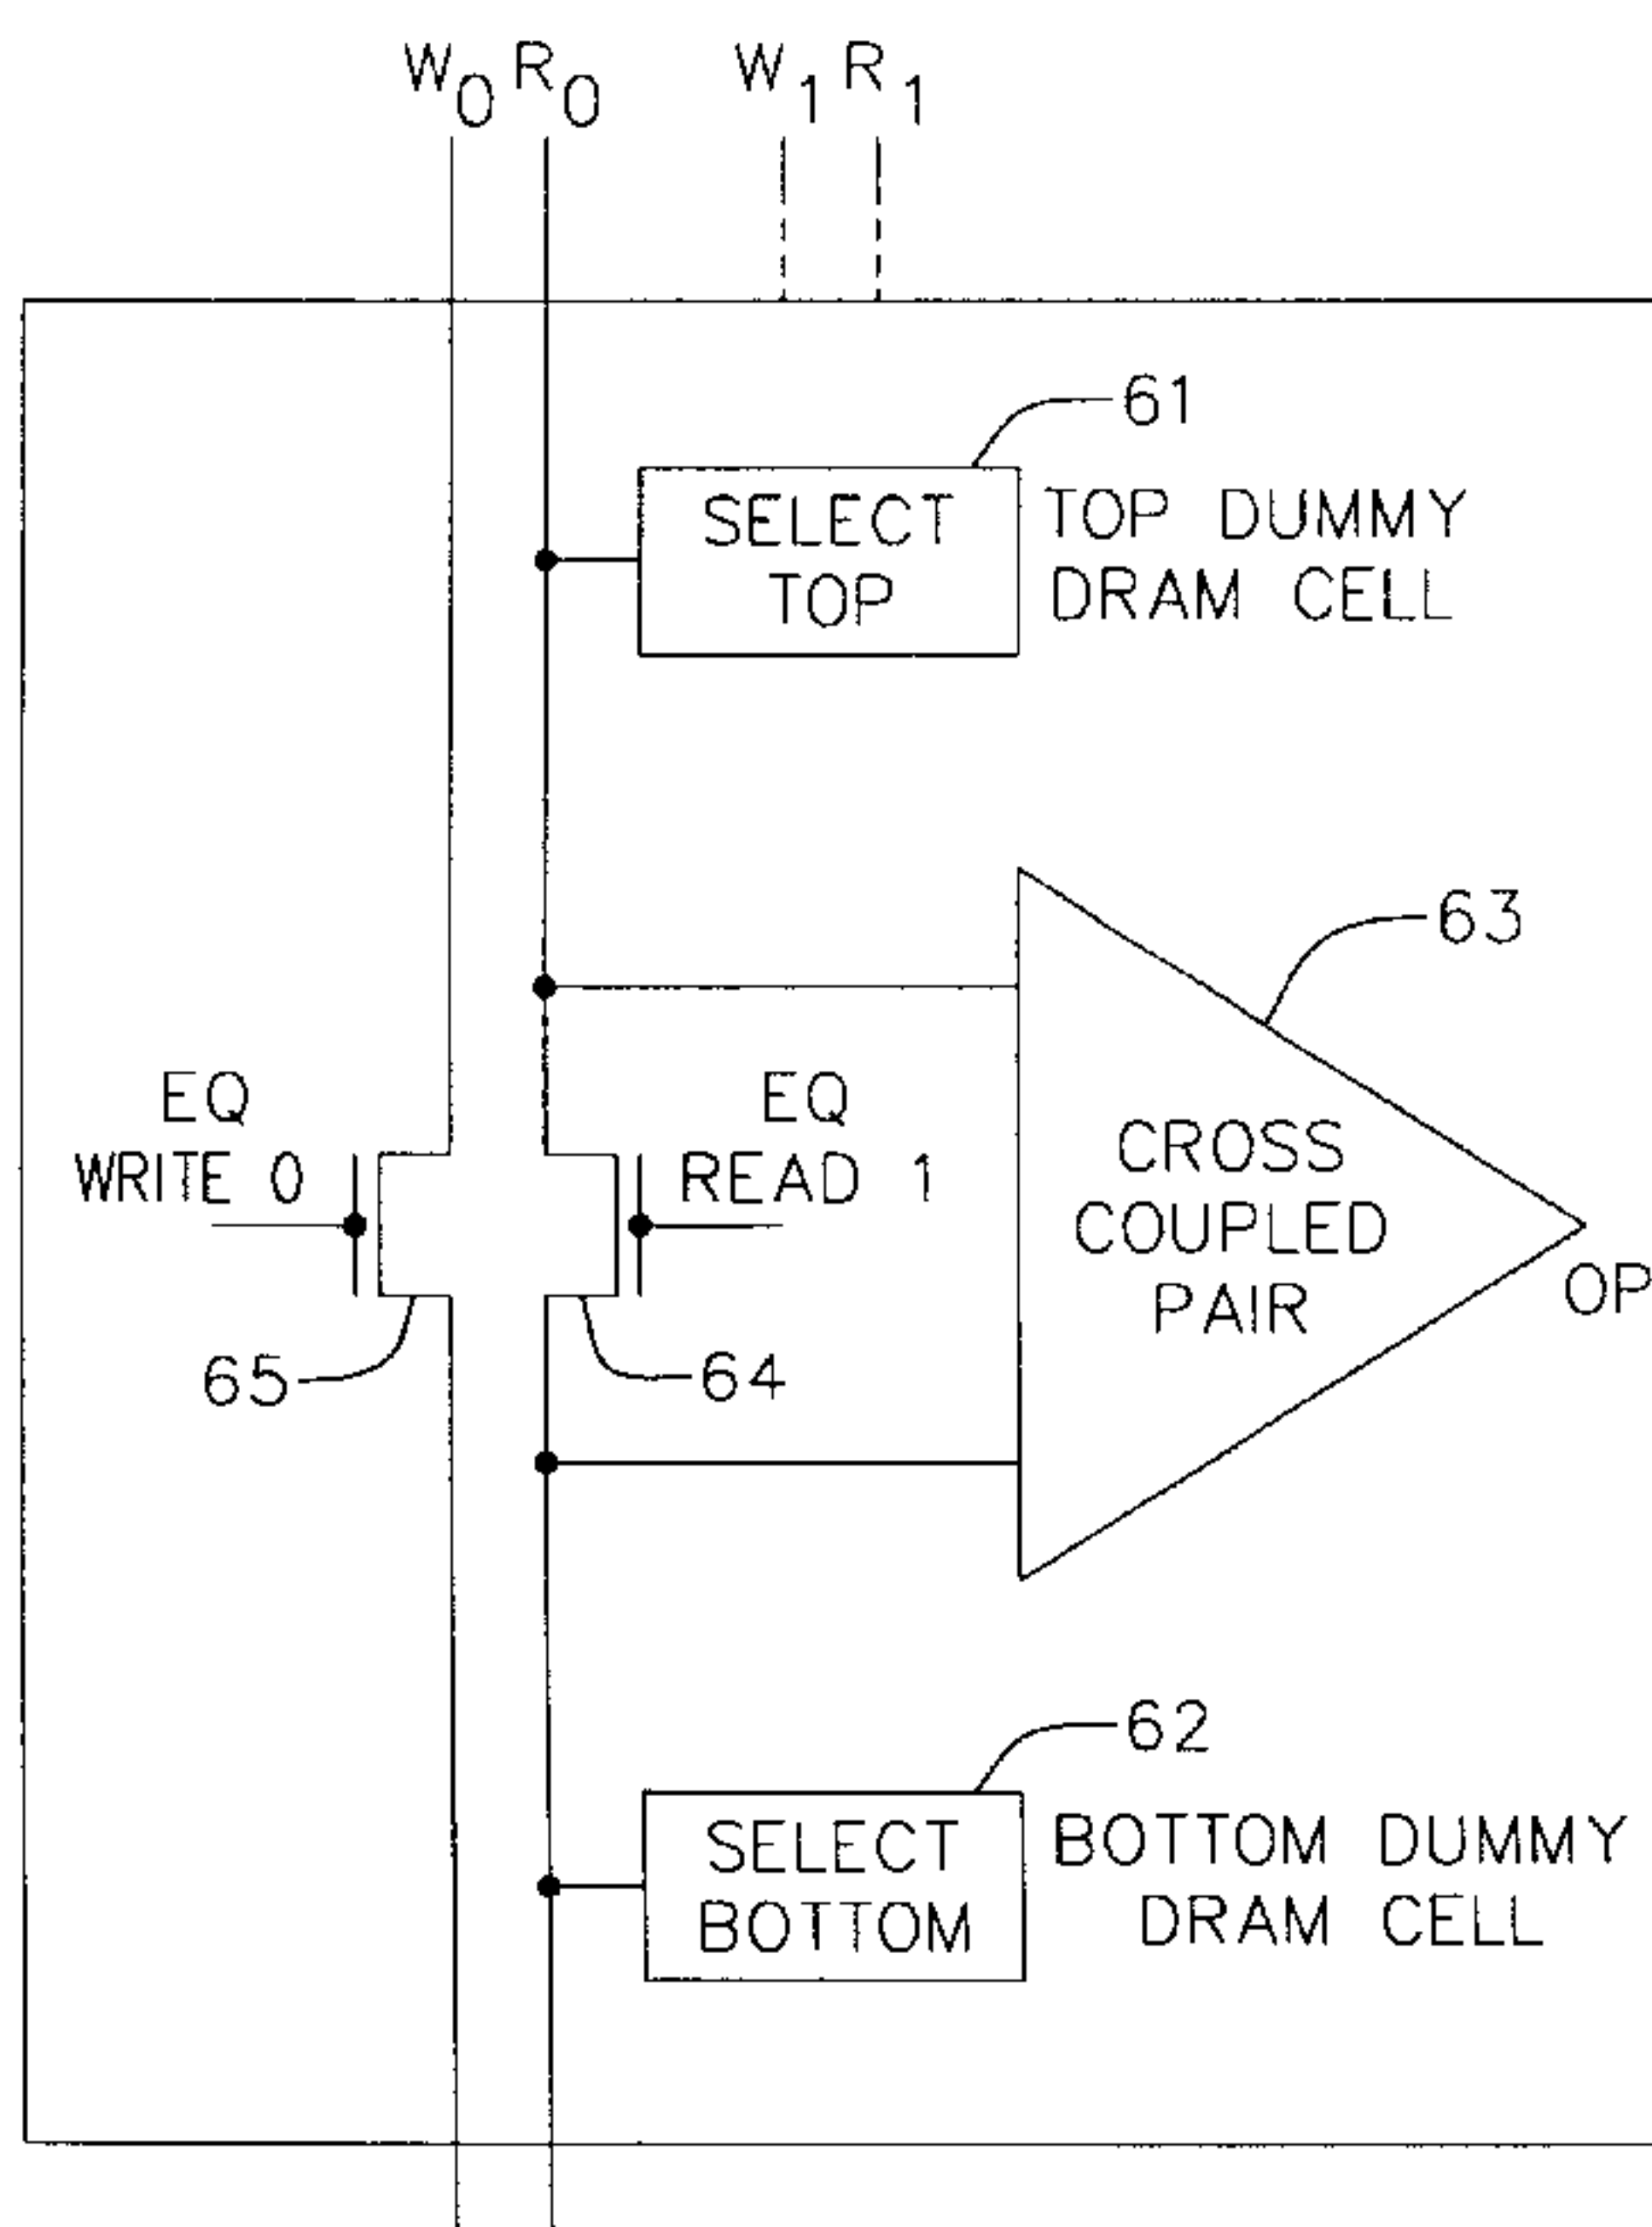 W0 R0 W1 R1
61
SELECT
TOP
TOP DUMMY
DRAM CELL
63
EQ
WRITE 0
EQ
READ 1
CROSS
COUPLED
PAIR
OP
65
64
62
SELECT
BOTTOM
BOTTOM DUMMY
DRAM CELL